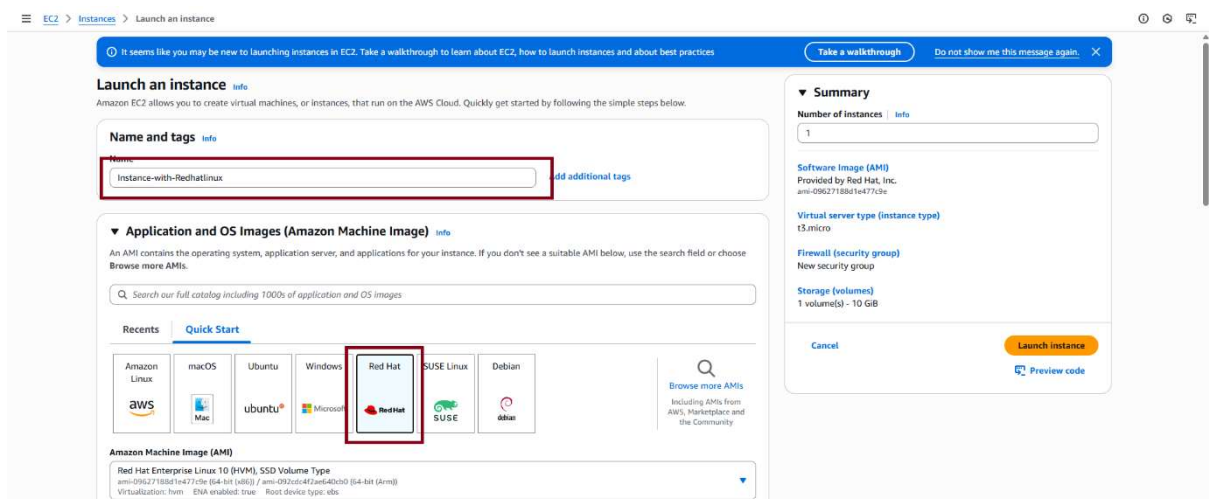 EC2 > Instances > Launch an instance
It seems like you may be new to launching instances in EC2. Take a walkthrough to learn about EC2, how to launch instances and about best practices
Take a walkthrough
Do not show me this message again.
Launch an instance Info
Amazon EC2 allows you to create virtual machines, or instances, that run on the AWS Cloud. Quickly get started by following the simple steps below.
Name and tags Info
Name
Instance-with-Redhatlinux
Add additional tags
Application and OS Images (Amazon Machine Image) Info
An AMI contains the operating system, application server, and applications for your instance. If you don't see a suitable AMI below, use the search field or choose
Browse more AMIs.
Search our full catalog including 1000s of application and OS images
Recents
Quick Start
Amazon
Linux
aws
macOS
Mac
Ubuntu
ubuntu®
Windows
Microsoft
Red Hat
Red Hat
SUSE Linux
SUSE
Debian
debian
Browse more AMIs
Including AMIs from
AWS, Marketplace and
the Community
Amazon Machine Image (AMI)
Red Hat Enterprise Linux 10 (HVM), SSD Volume Type
ami-09627188d1e477c9e (64-bit (x86)) / ami-092cdc4f2ae640cb0 (64-bit (Arm))
Virtualization: hvm ENA enabled: true Root device type: ebs
Summary
Number of instances Info
1
Software Image (AMI)
Provided by Red Hat, Inc.
ami-09627188d1e477c9e
Virtual server type (instance type)
t3.micro
Firewall (security group)
New security group
Storage (volumes)
1 volume(s) - 10 GiB
Cancel
Launch instance
Preview code